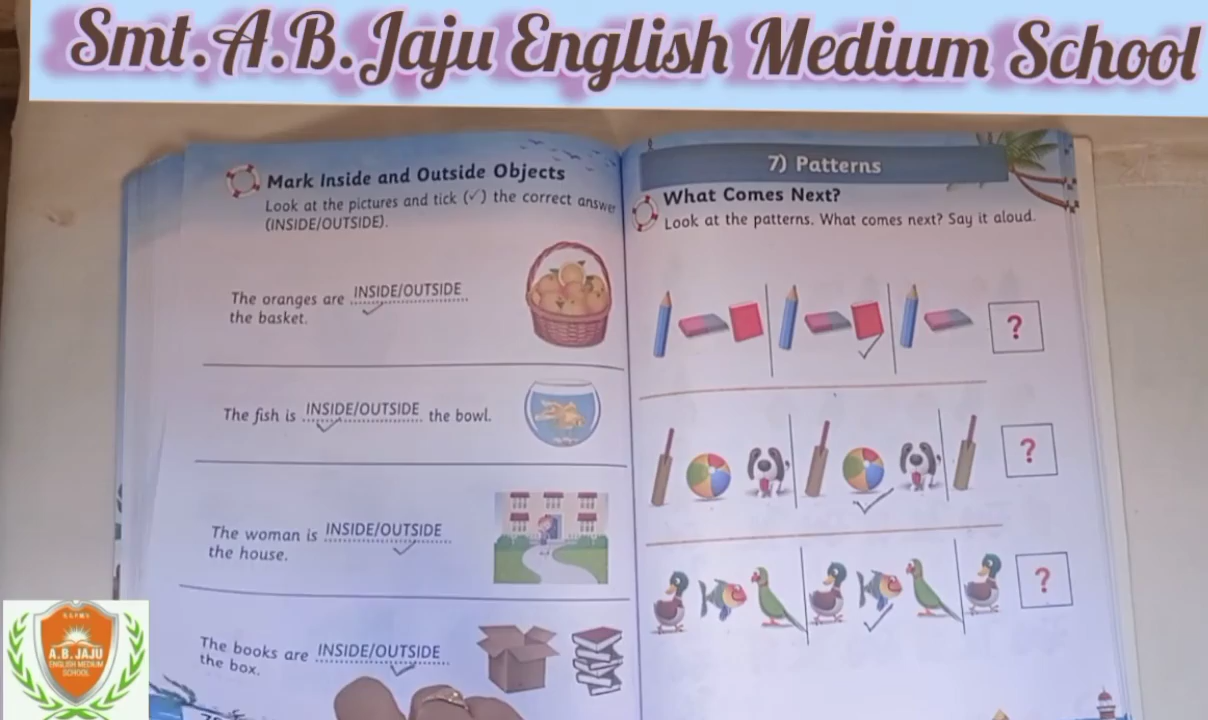 Smt.A.B.Jaju English Medium School
Mark Inside and Outside Objects
Look at the pictures and tick (✓) the correct answer
(INSIDE/OUTSIDE).
The oranges are INSIDE/OUTSIDE
the basket.
The fish is INSIDE/OUTSIDE the bowl.
The woman is INSIDE/OUTSIDE
the house.
The books are INSIDE/OUTSIDE
the box.
7) Patterns
What Comes Next?
Look at the patterns. What comes next? Say it aloud.
?
?
?
A.B. JAJU
ENGLISH MEDIUM
SCHOOL